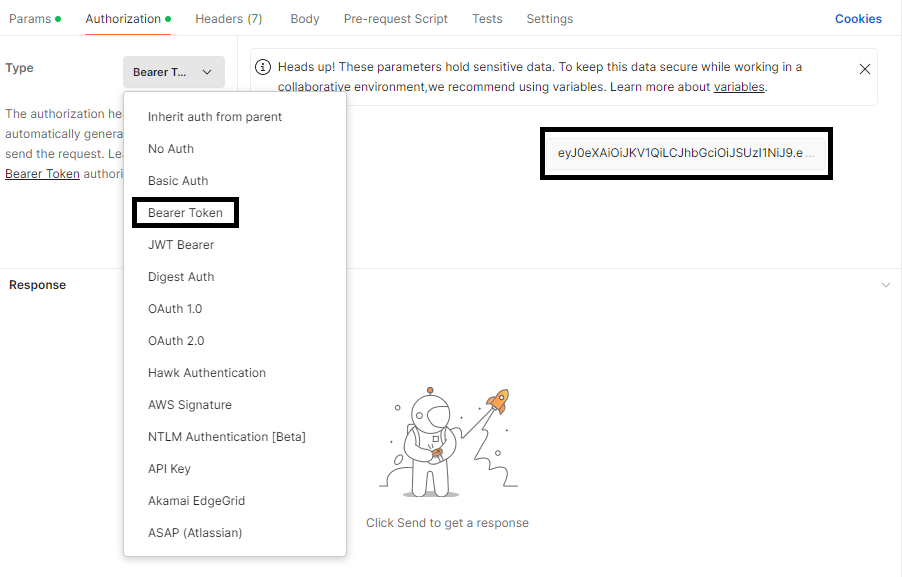 Params
Authorization
Headers (7)
Body
Pre-request Script
Tests
Settings
Cookies
Type
Bearer T...
Heads up! These parameters hold sensitive data. To keep this data secure while working in a
collaborative environment,we recommend using variables. Learn more about variables.
The authorization hea
automatically genera
send the request. Lea
Bearer Token authori
eyJ0eXAiOiJKV1QiLCJhbGciOiJSUzI1NiJ9.e...
Inherit auth from parent
No Auth
Basic Auth
Bearer Token
JWT Bearer
Digest Auth
OAuth 1.0
OAuth 2.0
Hawk Authentication
AWS Signature
NTLM Authentication [Beta]
API Key
Akamai EdgeGrid
ASAP (Atlassian)
Response
Click Send to get a response